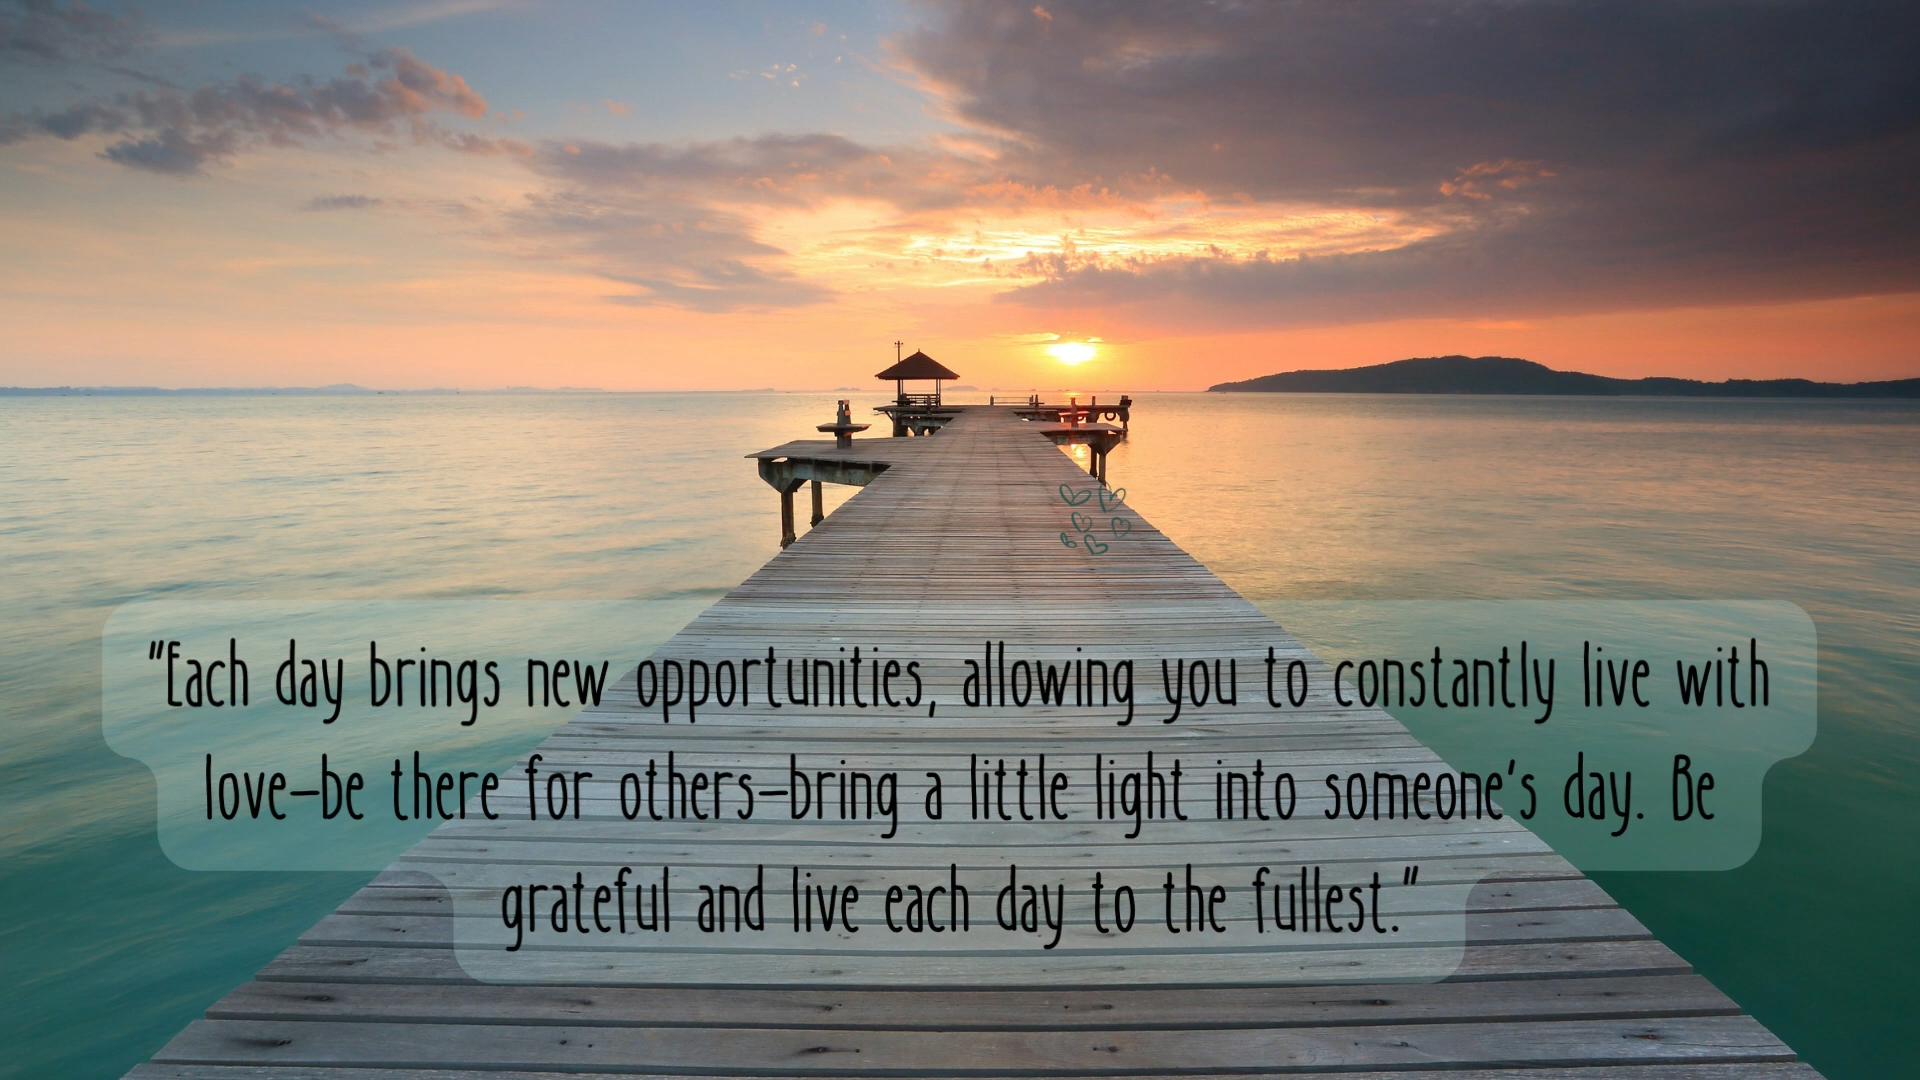 "Each day brings new opportunities, allowing you to constantly live with
love–be there for others–bring a little light into someone's day. Be
grateful and live each day to the fullest."